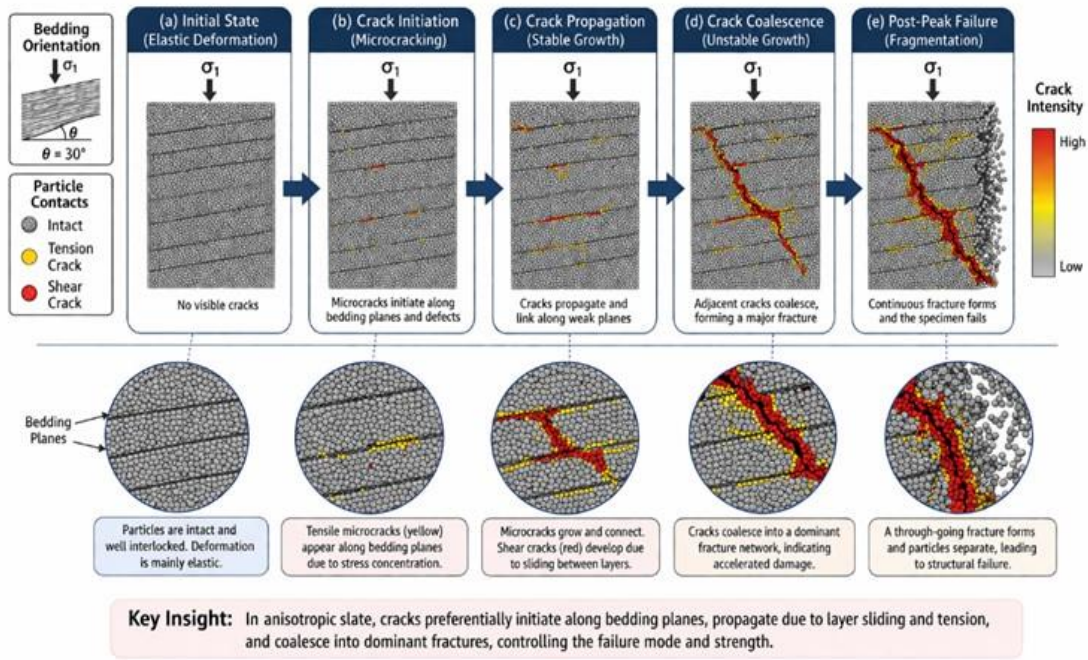 Bedding
Orientation
σ1
θ
θ = 30°
Particle
Contacts
Intact
Tension
Crack
Shear
Crack
(a) Initial State
(Elastic Deformation)
σ1
No visible cracks
(b) Crack Initiation
(Microcracking)
σ1
Microcracks initiate along
bedding planes and defects
(c) Crack Propagation
(Stable Growth)
σ1
Cracks propagate and
link along weak planes
(d) Crack Coalescence
(Unstable Growth)
σ1
Adjacent cracks coalesce,
forming a major fracture
(e) Post-Peak Failure
(Fragmentation)
σ1
Continuous fracture forms
and the specimen fails
Crack
Intensity
High
Low
Bedding
Planes
Particles are intact and
well interlocked. Deformation
is mainly elastic.
Tensile microcracks (yellow)
appear along bedding planes
due to stress concentration.
Microcracks grow and connect.
Shear cracks (red) develop due
to sliding between layers.
Cracks coalesce into a dominant
fracture network, indicating
accelerated damage.
A through-going fracture forms
and particles separate, leading
to structural failure.
Key Insight: In anisotropic slate, cracks preferentially initiate along bedding planes, propagate due to layer sliding and tension,
and coalesce into dominant fractures, controlling the failure mode and strength.